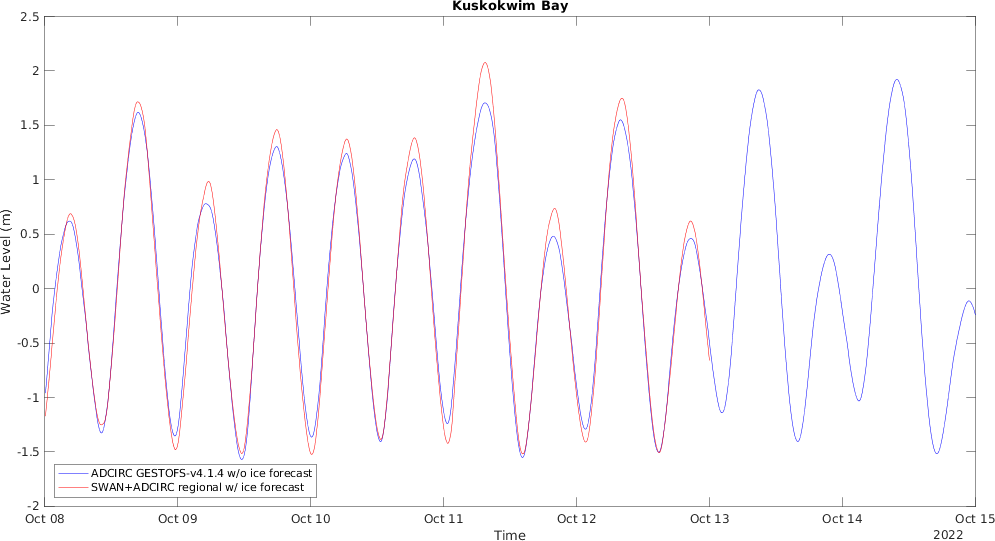 Kuskokwim Bay
2.5
2
1.5
1
0.5
0
-0.5
-1
-1.5
-2
Water Level (m)
ADCIRC GESTOFS-v4.1.4 w/o ice forecast
SWAN+ADCIRC regional w/ ice forecast
Oct 08 Oct 09 Oct 10 Oct 11 Oct 12 Oct 13 Oct 14 Oct 15
Time
2022